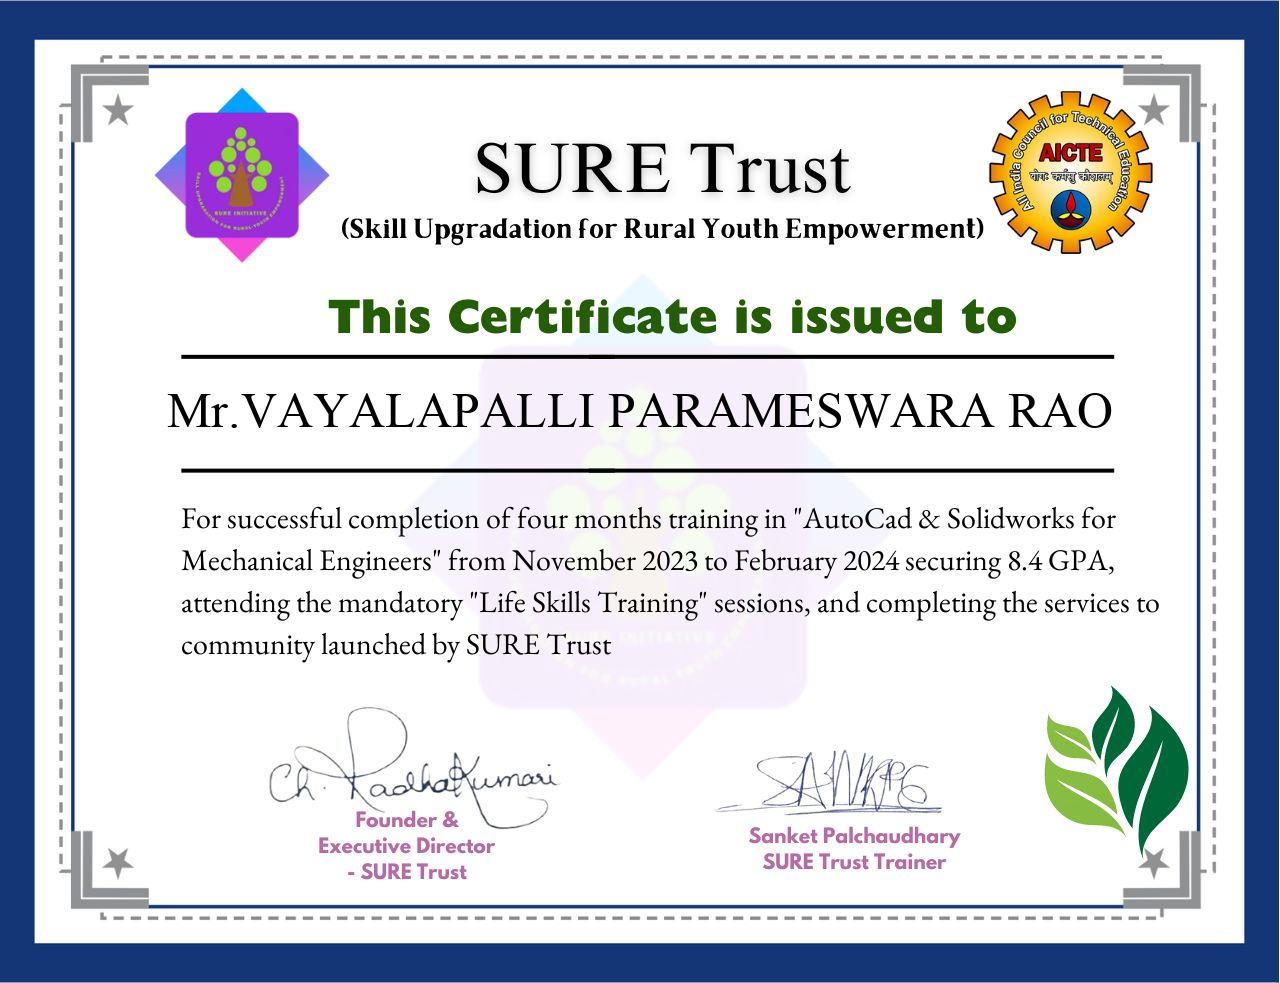 SURE Trust
(Skill Upgradation for Rural Youth Empowerment)
SURE INITIATIVE
SKILL UPGRADATION FOR RURAL YOUTH EMPOWERMENT
All India Council for Technical Education
AICTE
योगः कर्मसु कौशलम्
This Certificate is issued to
Mr.VAYALAPALLI PARAMESWARA RAO
For successful completion of four months training in "AutoCad & Solidworks for
Mechanical Engineers" from November 2023 to February 2024 securing 8.4 GPA,
attending the mandatory "Life Skills Training" sessions, and completing the services to
community launched by SURE Trust
Ch. RadhaKumari
Founder &
Executive Director
- SURE Trust
Sanket Palchaudhary
SURE Trust Trainer